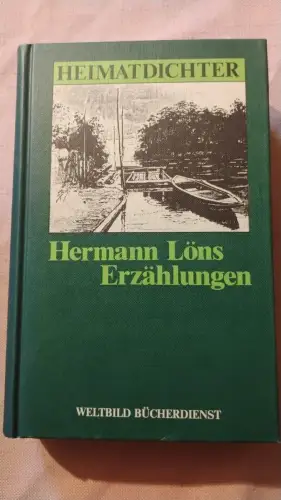 HEIMATDICHTER
Hermann Löns
Erzählungen
WELTBILD BÜCHERDIENST